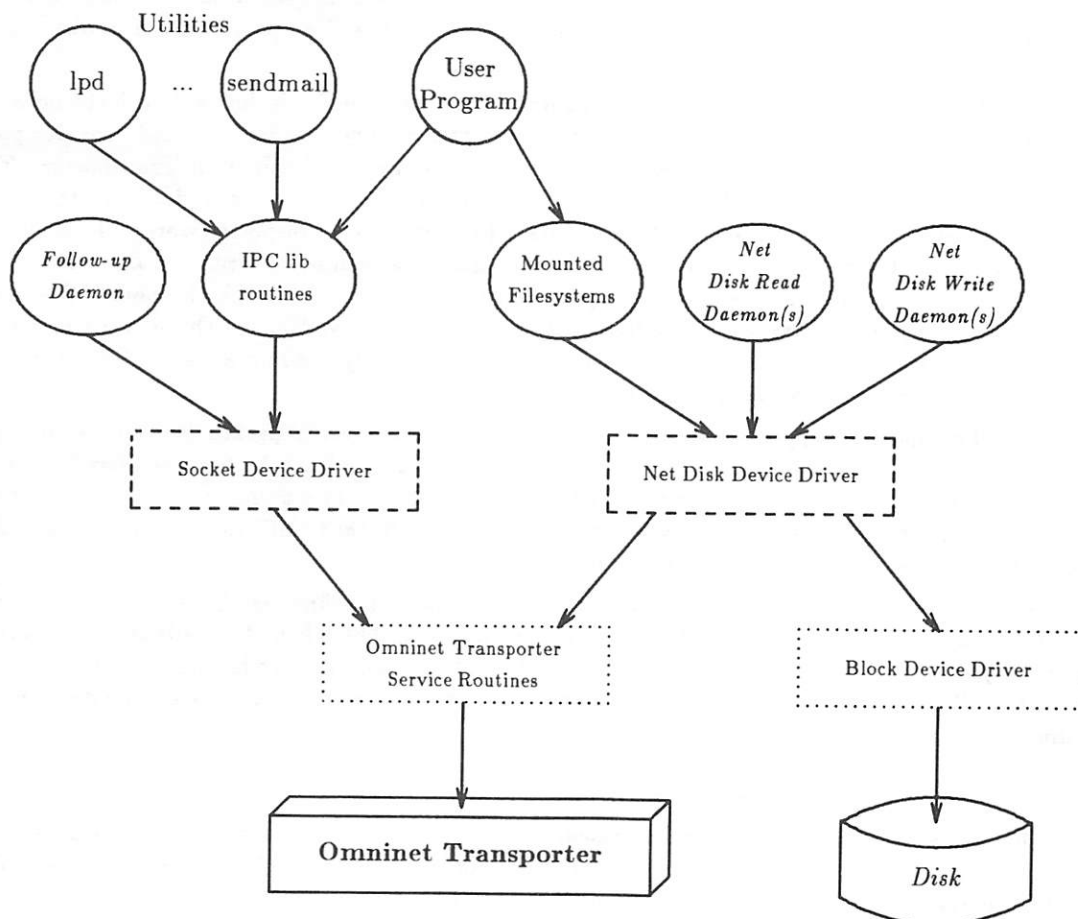 Utilities
lpd
...
sendmail
User
Program
Follow-up
Daemon
IPC lib
routines
Mounted
Filesystems
Net
Disk Read
Daemon(s)
Net
Disk Write
Daemon(s)
Socket Device Driver
Net Disk Device Driver
Omninet Transporter
Service Routines
Block Device Driver
Omninet Transporter
Disk